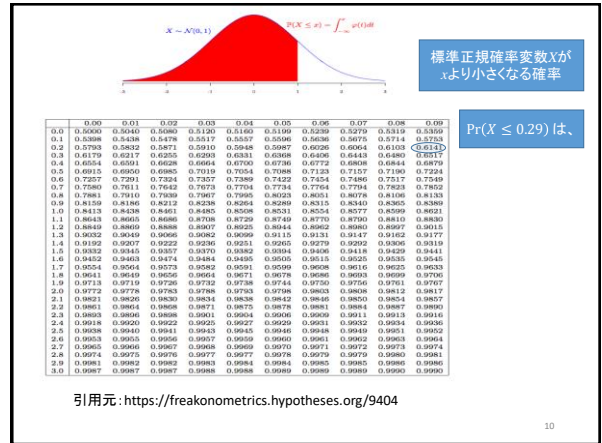 X ~ N(0, 1)
P(X ≤ x) = ∫_{-∞}^{x} φ(t)dt
標準正規確率変数Xが
xより小さくなる確率
Pr(X ≤ 0.29) は、
0.00 0.01 0.02 0.03 0.04 0.05 0.06 0.07 0.08 0.09
0.0 0.5000 0.5040 0.5080 0.5120 0.5160 0.5199 0.5239 0.5279 0.5319 0.5359
0.1 0.5398 0.5438 0.5478 0.5517 0.5557 0.5596 0.5636 0.5675 0.5714 0.5753
0.2 0.5793 0.5832 0.5871 0.5910 0.5948 0.5987 0.6026 0.6064 0.6103 0.6141
0.3 0.6179 0.6217 0.6255 0.6293 0.6331 0.6368 0.6406 0.6443 0.6480 0.6517
0.4 0.6554 0.6591 0.6628 0.6664 0.6700 0.6736 0.6772 0.6808 0.6844 0.6879
0.5 0.6915 0.6950 0.6985 0.7019 0.7054 0.7088 0.7123 0.7157 0.7190 0.7224
0.6 0.7257 0.7291 0.7324 0.7357 0.7389 0.7422 0.7454 0.7486 0.7517 0.7549
0.7 0.7580 0.7611 0.7642 0.7673 0.7704 0.7734 0.7764 0.7794 0.7823 0.7852
0.8 0.7881 0.7910 0.7939 0.7967 0.7995 0.8023 0.8051 0.8078 0.8106 0.8133
0.9 0.8159 0.8186 0.8212 0.8238 0.8264 0.8289 0.8315 0.8340 0.8365 0.8389
1.0 0.8413 0.8438 0.8461 0.8485 0.8508 0.8531 0.8554 0.8577 0.8599 0.8621
1.1 0.8643 0.8665 0.8686 0.8708 0.8729 0.8749 0.8770 0.8790 0.8810 0.8830
1.2 0.8849 0.8869 0.8888 0.8907 0.8925 0.8944 0.8962 0.8980 0.8997 0.9015
1.3 0.9032 0.9049 0.9066 0.9082 0.9099 0.9115 0.9131 0.9147 0.9162 0.9177
1.4 0.9192 0.9207 0.9222 0.9236 0.9251 0.9265 0.9279 0.9292 0.9306 0.9319
1.5 0.9332 0.9345 0.9357 0.9370 0.9382 0.9394 0.9406 0.9418 0.9429 0.9441
1.6 0.9452 0.9463 0.9474 0.9484 0.9495 0.9505 0.9515 0.9525 0.9535 0.9545
1.7 0.9554 0.9564 0.9573 0.9582 0.9591 0.9599 0.9608 0.9616 0.9625 0.9633
1.8 0.9641 0.9649 0.9656 0.9664 0.9671 0.9678 0.9686 0.9693 0.9699 0.9706
1.9 0.9713 0.9719 0.9726 0.9732 0.9738 0.9744 0.9750 0.9756 0.9761 0.9767
2.0 0.9772 0.9778 0.9783 0.9788 0.9793 0.9798 0.9803 0.9808 0.9812 0.9817
2.1 0.9821 0.9826 0.9830 0.9834 0.9838 0.9842 0.9846 0.9850 0.9854 0.9857
2.2 0.9861 0.9864 0.9868 0.9871 0.9875 0.9878 0.9881 0.9884 0.9887 0.9890
2.3 0.9893 0.9896 0.9898 0.9901 0.9904 0.9906 0.9909 0.9911 0.9913 0.9916
2.4 0.9918 0.9920 0.9922 0.9925 0.9927 0.9929 0.9931 0.9932 0.9934 0.9936
2.5 0.9938 0.9940 0.9941 0.9943 0.9945 0.9946 0.9948 0.9949 0.9951 0.9952
2.6 0.9953 0.9955 0.9956 0.9957 0.9959 0.9960 0.9961 0.9962 0.9963 0.9964
2.7 0.9965 0.9966 0.9967 0.9968 0.9969 0.9970 0.9971 0.9972 0.9973 0.9974
2.8 0.9974 0.9975 0.9976 0.9977 0.9977 0.9978 0.9979 0.9979 0.9980 0.9981
2.9 0.9981 0.9982 0.9982 0.9983 0.9984 0.9984 0.9985 0.9985 0.9986 0.9986
3.0 0.9987 0.9987 0.9987 0.9988 0.9988 0.9989 0.9989 0.9989 0.9990 0.9990
引用元：https://freakonometrics.hypotheses.org/9404
10